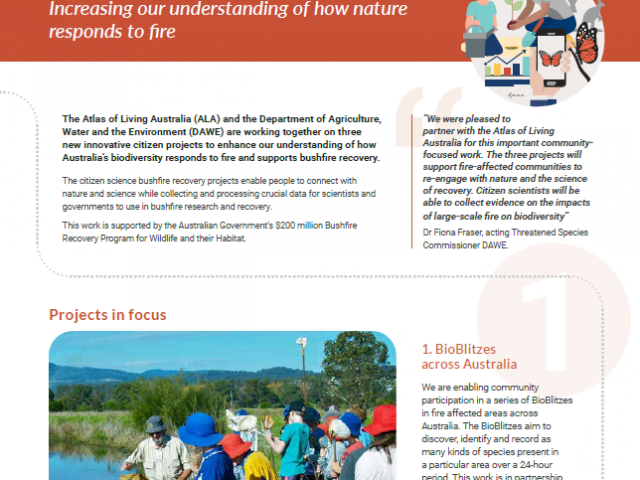 Increasing our understanding of how nature
responds to fire
The Atlas of Living Australia (ALA) and the Department of Agriculture,
Water and the Environment (DAWE) are working together on three
new innovative citizen projects to enhance our understanding of how
Australia's biodiversity responds to fire and supports bushfire recovery.
The citizen science bushfire recovery projects enable people to connect with
nature and science while collecting and processing crucial data for scientists and
governments to use in bushfire research and recovery.
This work is supported by the Australian Government's $200 million Bushfire
Recovery Program for Wildlife and their Habitat.
"We were pleased to
partner with the Atlas of Living
Australia for this important community-
focused work. The three projects will
support fire-affected communities to
re-engage with nature and the science
of recovery. Citizen scientists will be
able to collect evidence on the impacts
of large-scale fire on biodiversity"
Dr Fiona Fraser, acting Threatened Species
Commissioner DAWE.
Projects in focus
1
1. BioBlitzes
across Australia
We are enabling community
participation in a series of BioBlitzes
in fire affected areas across
Australia. The BioBlitzes aim to
discover, identify and record as
many kinds of species present in
a particular area over a 24-hour
period. This work is in partnership